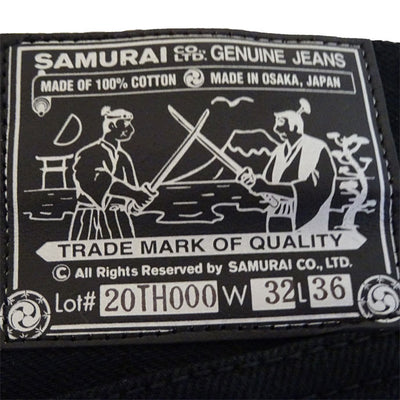 SAMURAI CO., LTD. GENUINE JEANS
MADE OF 100% COTTON MADE IN OSAKA, JAPAN
TRADE MARK OF QUALITY
© All Rights Reserved by SAMURAI CO., LTD.
Lot# 20TH000 W 32 L 36